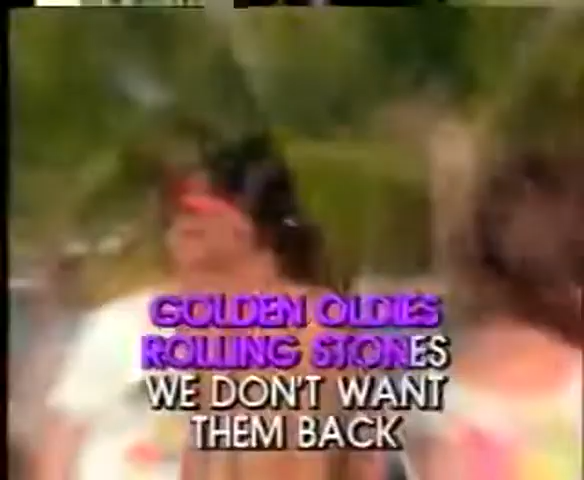 GOLDEN OLDIES
ROLLING STONES
WE DON'T WANT
THEM BACK